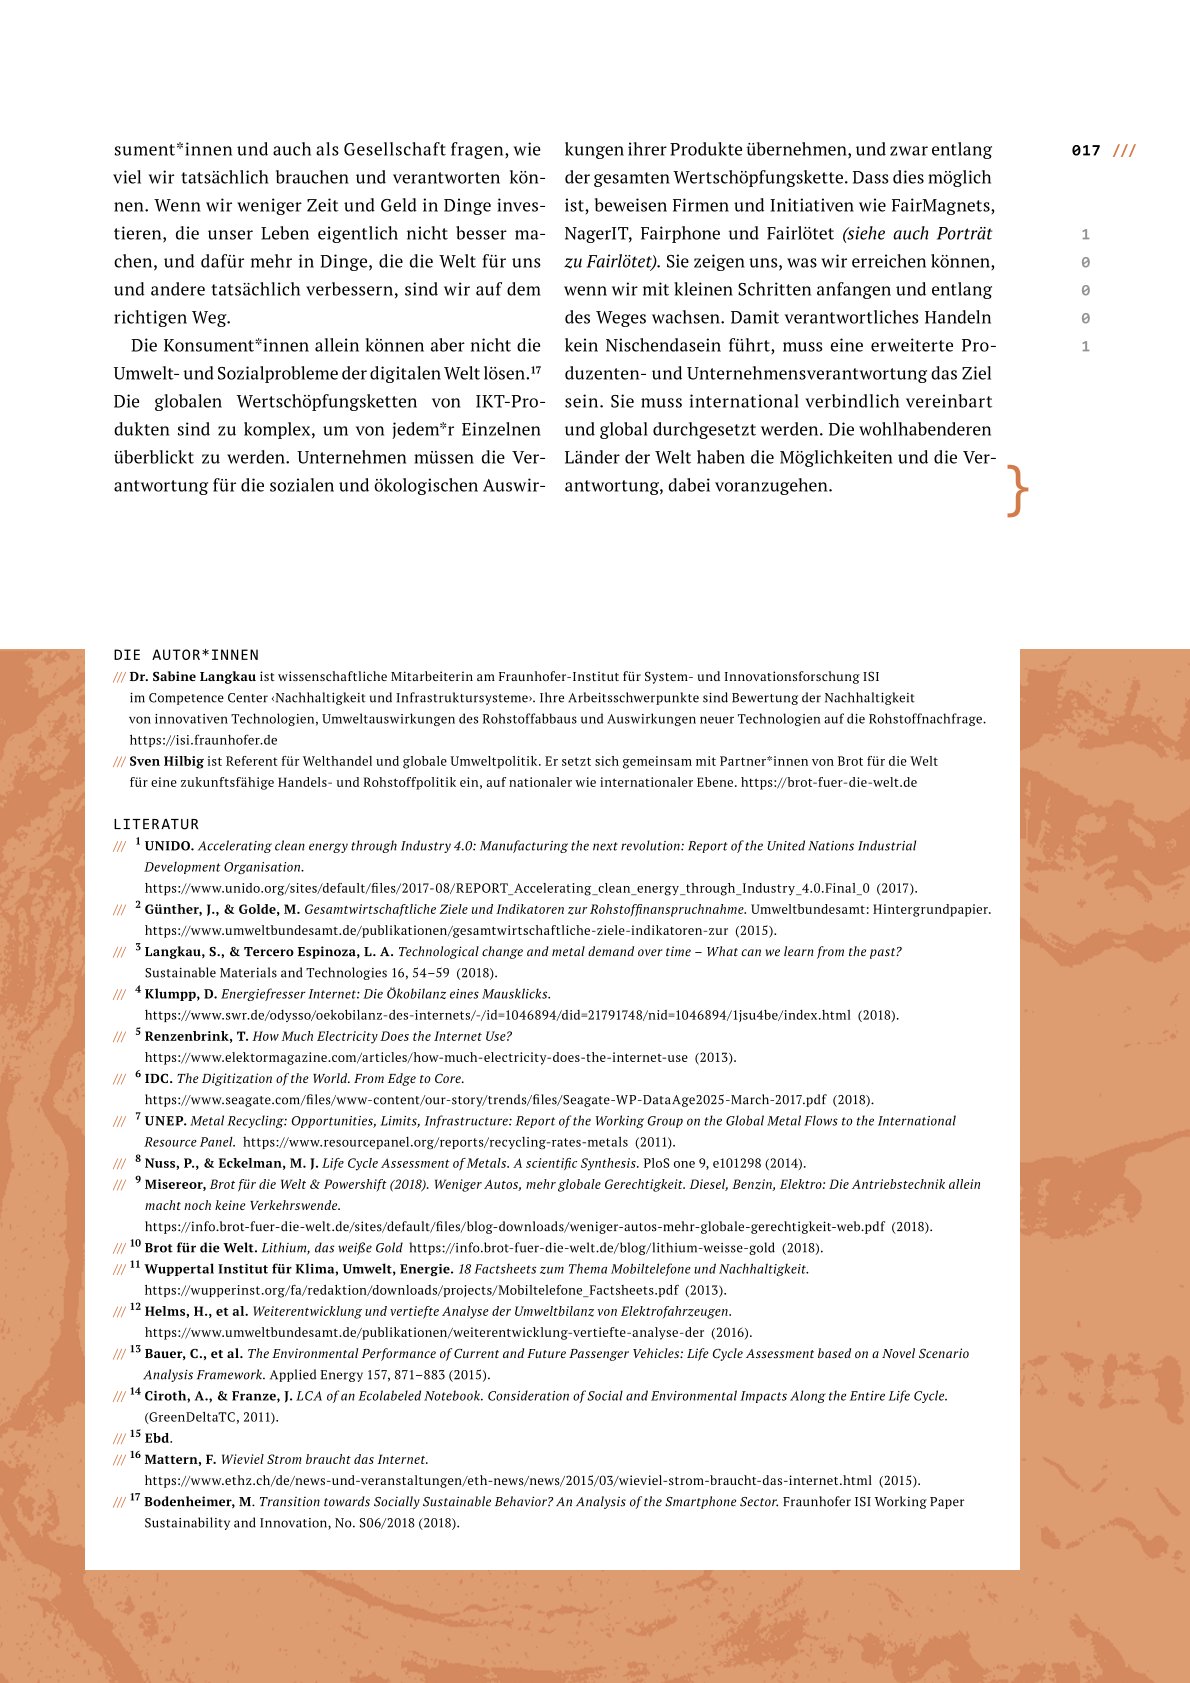 sument*innen und auch als Gesellschaft fragen, wie
viel wir tatsächlich brauchen und verantworten kön-
nen. Wenn wir weniger Zeit und Geld in Dinge inves-
tieren, die unser Leben eigentlich nicht besser ma-
chen, und dafür mehr in Dinge, die die Welt für uns
und andere tatsächlich verbessern, sind wir auf dem
richtigen Weg.
Die Konsument*innen allein können aber nicht die
Umwelt- und Sozialprobleme der digitalen Welt lösen.¹⁷
Die globalen Wertschöpfungsketten von IKT-Pro-
dukten sind zu komplex, um von jedem*r Einzelnen
überblickt zu werden. Unternehmen müssen die Ver-
antwortung für die sozialen und ökologischen Auswir-
kungen ihrer Produkte übernehmen, und zwar entlang
der gesamten Wertschöpfungskette. Dass dies möglich
ist, beweisen Firmen und Initiativen wie FairMagnets,
NagerIT, Fairphone und Fairlötet (siehe auch Porträt
zu Fairlötet). Sie zeigen uns, was wir erreichen können,
wenn wir mit kleinen Schritten anfangen und entlang
des Weges wachsen. Damit verantwortliches Handeln
kein Nischendasein führt, muss eine erweiterte Pro-
duzenten- und Unternehmensverantwortung das Ziel
sein. Sie muss international verbindlich vereinbart
und global durchgesetzt werden. Die wohlhabenderen
Länder der Welt haben die Möglichkeiten und die Ver-
antwortung, dabei voranzugehen.
}
017 ///
1
0
0
0
1
DIE AUTOR*INNEN
/// Dr. Sabine Langkau ist wissenschaftliche Mitarbeiterin am Fraunhofer-Institut für System- und Innovationsforschung ISI
im Competence Center ‹Nachhaltigkeit und Infrastruktursysteme›. Ihre Arbeitsschwerpunkte sind Bewertung der Nachhaltigkeit
von innovativen Technologien, Umweltauswirkungen des Rohstoffabbaus und Auswirkungen neuer Technologien auf die Rohstoffnachfrage.
https://isi.fraunhofer.de
/// Sven Hilbig ist Referent für Welthandel und globale Umweltpolitik. Er setzt sich gemeinsam mit Partner*innen von Brot für die Welt
für eine zukunftsfähige Handels- und Rohstoffpolitik ein, auf nationaler wie internationaler Ebene. https://brot-fuer-die-welt.de
LITERATUR
/// ¹ UNIDO. Accelerating clean energy through Industry 4.0: Manufacturing the next revolution: Report of the United Nations Industrial
Development Organisation.
https://www.unido.org/sites/default/files/2017-08/REPORT_Accelerating_clean_energy_through_Industry_4.0.Final_0 (2017).
/// ² Günther, J., & Golde, M. Gesamtwirtschaftliche Ziele und Indikatoren zur Rohstoffinanspruchnahme. Umweltbundesamt: Hintergrundpapier.
https://www.umweltbundesamt.de/publikationen/gesamtwirtschaftliche-ziele-indikatoren-zur (2015).
/// ³ Langkau, S., & Tercero Espinoza, L. A. Technological change and metal demand over time – What can we learn from the past?
Sustainable Materials and Technologies 16, 54–59 (2018).
/// ⁴ Klumpp, D. Energiefresser Internet: Die Ökobilanz eines Mausklicks.
https://www.swr.de/odysso/oekobilanz-des-internets/-/id=1046894/did=21791748/nid=1046894/1jsu4be/index.html (2018).
/// ⁵ Renzenbrink, T. How Much Electricity Does the Internet Use?
https://www.elektormagazine.com/articles/how-much-electricity-does-the-internet-use (2013).
/// ⁶ IDC. The Digitization of the World. From Edge to Core.
https://www.seagate.com/files/www-content/our-story/trends/files/Seagate-WP-DataAge2025-March-2017.pdf (2018).
/// ⁷ UNEP. Metal Recycling: Opportunities, Limits, Infrastructure: Report of the Working Group on the Global Metal Flows to the International
Resource Panel. https://www.resourcepanel.org/reports/recycling-rates-metals (2011).
/// ⁸ Nuss, P., & Eckelman, M. J. Life Cycle Assessment of Metals. A scientific Synthesis. PloS one 9, e101298 (2014).
/// ⁹ Misereor, Brot für die Welt & Powershift (2018). Weniger Autos, mehr globale Gerechtigkeit. Diesel, Benzin, Elektro: Die Antriebstechnik allein
macht noch keine Verkehrswende.
https://info.brot-fuer-die-welt.de/sites/default/files/blog-downloads/weniger-autos-mehr-globale-gerechtigkeit-web.pdf (2018).
/// ¹⁰ Brot für die Welt. Lithium, das weiße Gold https://info.brot-fuer-die-welt.de/blog/lithium-weisse-gold (2018).
/// ¹¹ Wuppertal Institut für Klima, Umwelt, Energie. 18 Factsheets zum Thema Mobiltelefone und Nachhaltigkeit.
https://wupperinst.org/fa/redaktion/downloads/projects/Mobiltelefone_Factsheets.pdf (2013).
/// ¹² Helms, H., et al. Weiterentwicklung und vertiefte Analyse der Umweltbilanz von Elektrofahrzeugen.
https://www.umweltbundesamt.de/publikationen/weiterentwicklung-vertiefte-analyse-der (2016).
/// ¹³ Bauer, C., et al. The Environmental Performance of Current and Future Passenger Vehicles: Life Cycle Assessment based on a Novel Scenario
Analysis Framework. Applied Energy 157, 871–883 (2015).
/// ¹⁴ Ciroth, A., & Franze, J. LCA of an Ecolabeled Notebook. Consideration of Social and Environmental Impacts Along the Entire Life Cycle.
(GreenDeltaTC, 2011).
/// ¹⁵ Ebd.
/// ¹⁶ Mattern, F. Wieviel Strom braucht das Internet.
https://www.ethz.ch/de/news-und-veranstaltungen/eth-news/news/2015/03/wieviel-strom-braucht-das-internet.html (2015).
/// ¹⁷ Bodenheimer, M. Transition towards Socially Sustainable Behavior? An Analysis of the Smartphone Sector. Fraunhofer ISI Working Paper
Sustainability and Innovation, No. S06/2018 (2018).